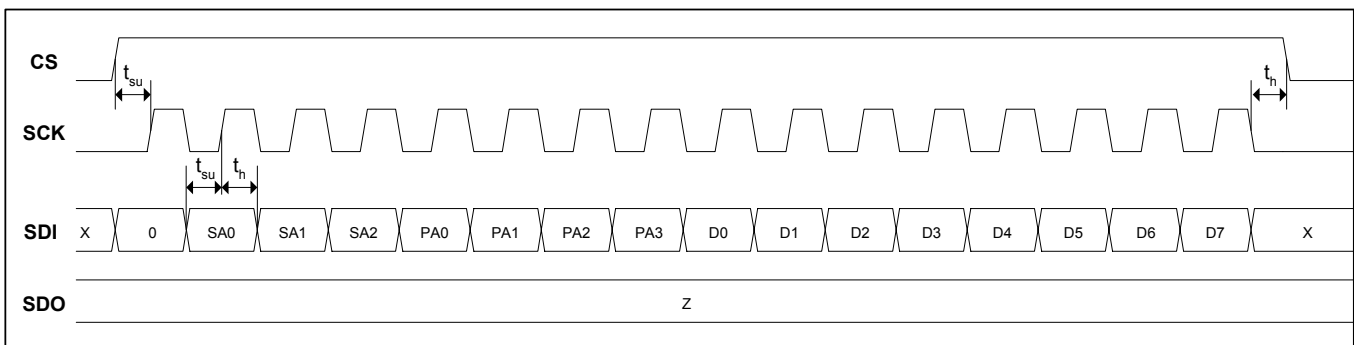 CS
t_su
t_h
SCK
t_su t_h
SDI X 0 SA0 SA1 SA2 PA0 PA1 PA2 PA3 D0 D1 D2 D3 D4 D5 D6 D7 X
SDO Z